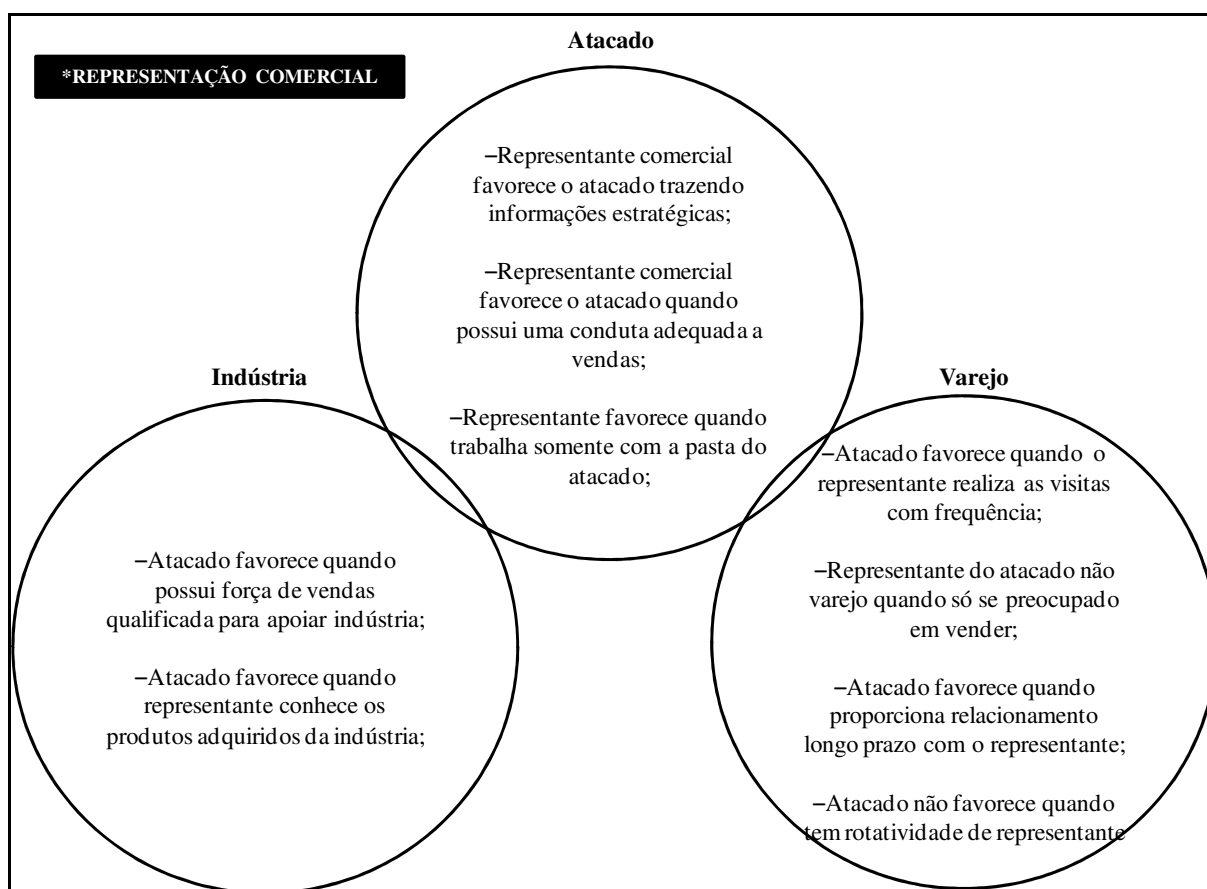 Atacado
*REPRESENTAÇÃO COMERCIAL
–Representante comercial
favorece o atacado trazendo
informações estratégicas;
–Representante comercial
favorece o atacado quando
possui uma conduta adequada a
vendas;
–Representante favorece quando
trabalha somente com a pasta do
atacado;
Indústria
–Atacado favorece quando
possui força de vendas
qualificada para apoiar indústria;
–Atacado favorece quando
representante conhece os
produtos adquiridos da indústria;
Varejo
–Atacado favorece quando o
representante realiza as visitas
com frequência;
–Representante do atacado não
varejo quando só se preocupado
em vender;
–Atacado favorece quando
proporciona relacionamento
longo prazo com o representante;
–Atacado não favorece quando
tem rotatividade de representante